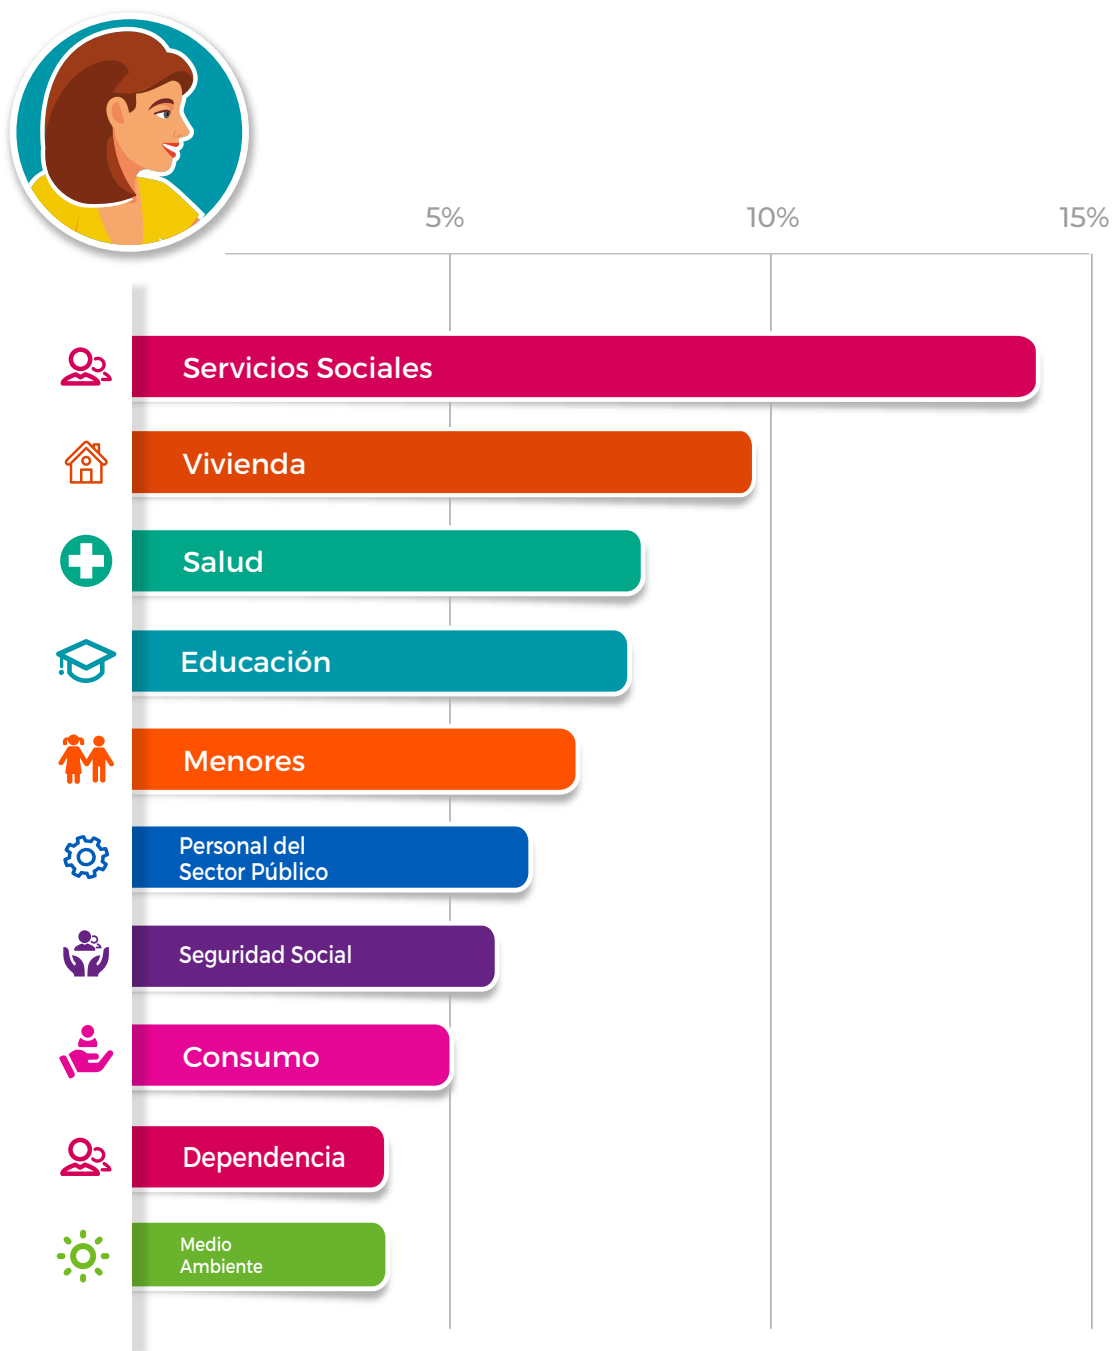 5% 10% 15%
Servicios Sociales
Vivienda
Salud
Educación
Menores
Personal del
Sector Público
Seguridad Social
Consumo
Dependencia
Medio
Ambiente